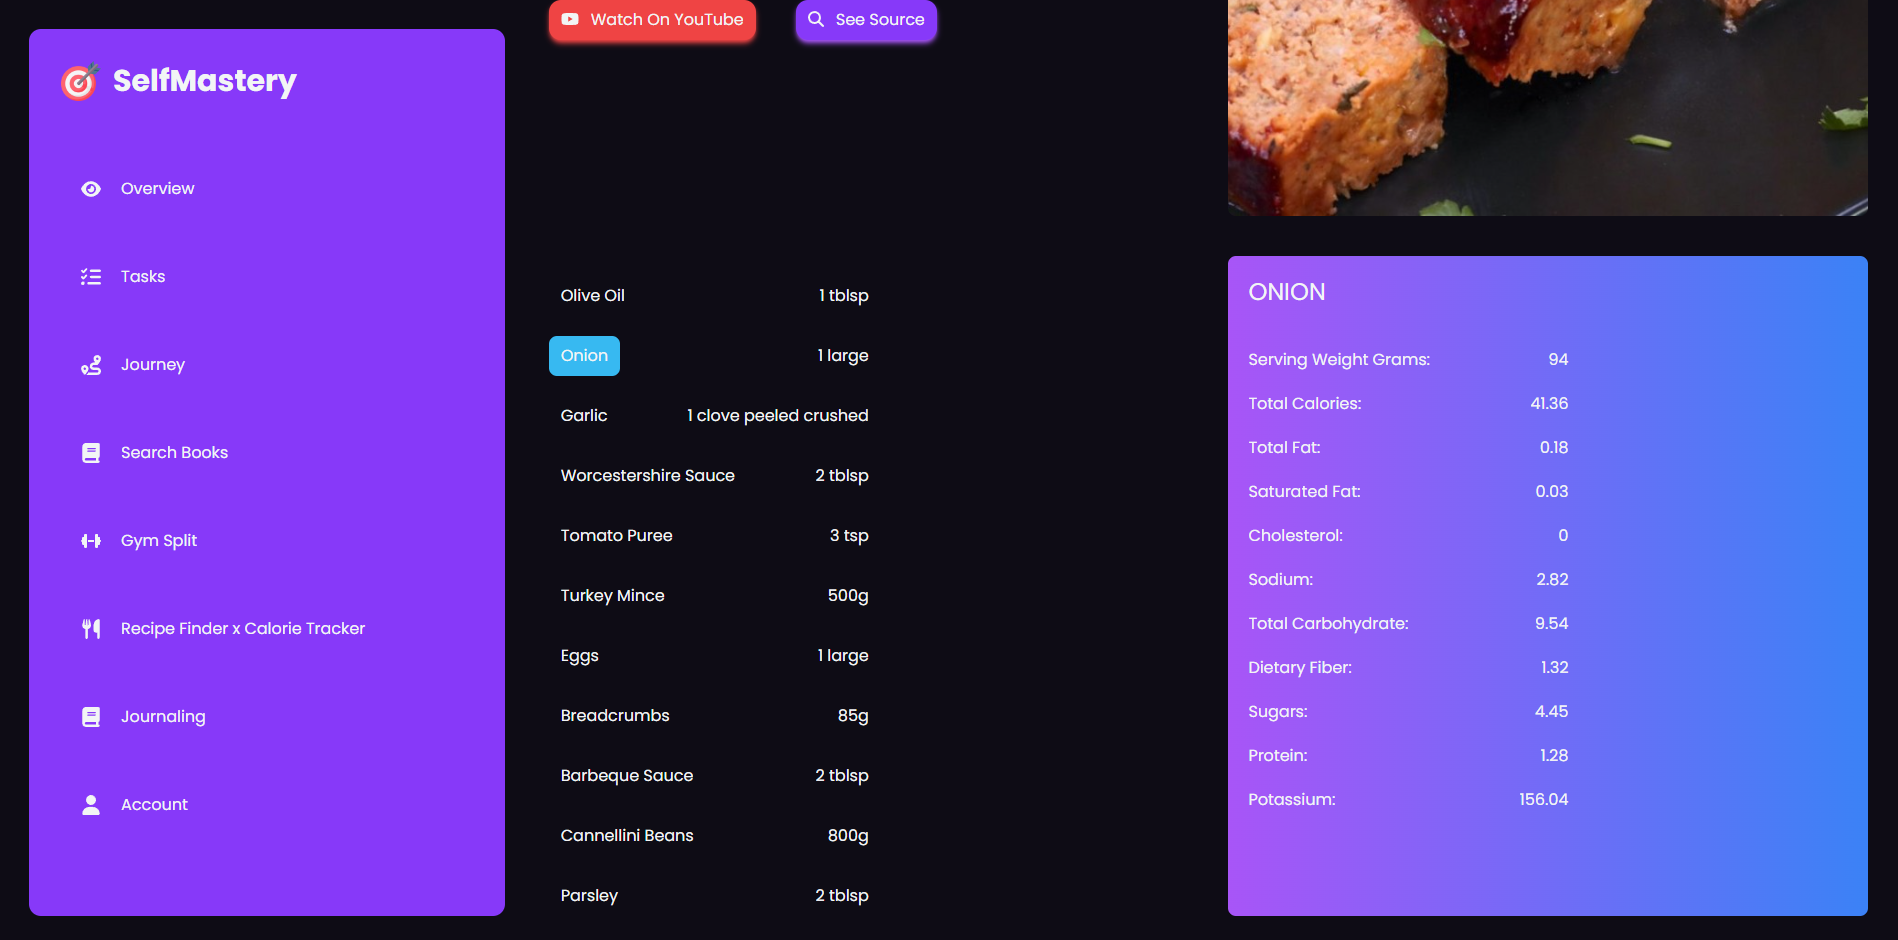 SelfMastery
Overview
Tasks
Journey
Search Books
Gym Split
Recipe Finder x Calorie Tracker
Journaling
Account
Watch On YouTube
See Source
Olive Oil 1 tblsp
Onion 1 large
Garlic 1 clove peeled crushed
Worcestershire Sauce 2 tblsp
Tomato Puree 3 tsp
Turkey Mince 500g
Eggs 1 large
Breadcrumbs 85g
Barbeque Sauce 2 tblsp
Cannellini Beans 800g
Parsley 2 tblsp
ONION
Serving Weight Grams: 94
Total Calories: 41.36
Total Fat: 0.18
Saturated Fat: 0.03
Cholesterol: 0
Sodium: 2.82
Total Carbohydrate: 9.54
Dietary Fiber: 1.32
Sugars: 4.45
Protein: 1.28
Potassium: 156.04